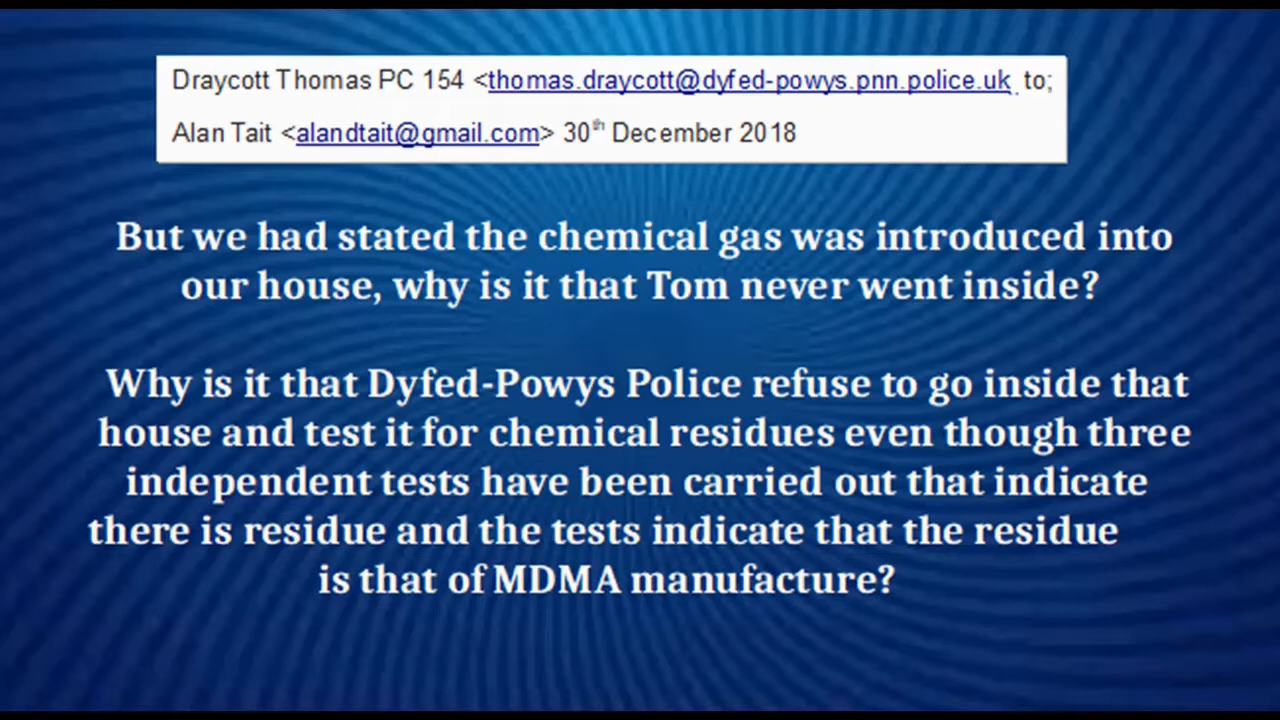 Draycott Thomas PC 154 <thomas.draycott@dyfed-powys.pnn.police.uk  to;
Alan Tait <alandtait@gmail.com> 30th December 2018
But we had stated the chemical gas was introduced into
our house, why is it that Tom never went inside?
Why is it that Dyfed-Powys Police refuse to go inside that
house and test it for chemical residues even though three
independent tests have been carried out that indicate
there is residue and the tests indicate that the residue
is that of MDMA manufacture?